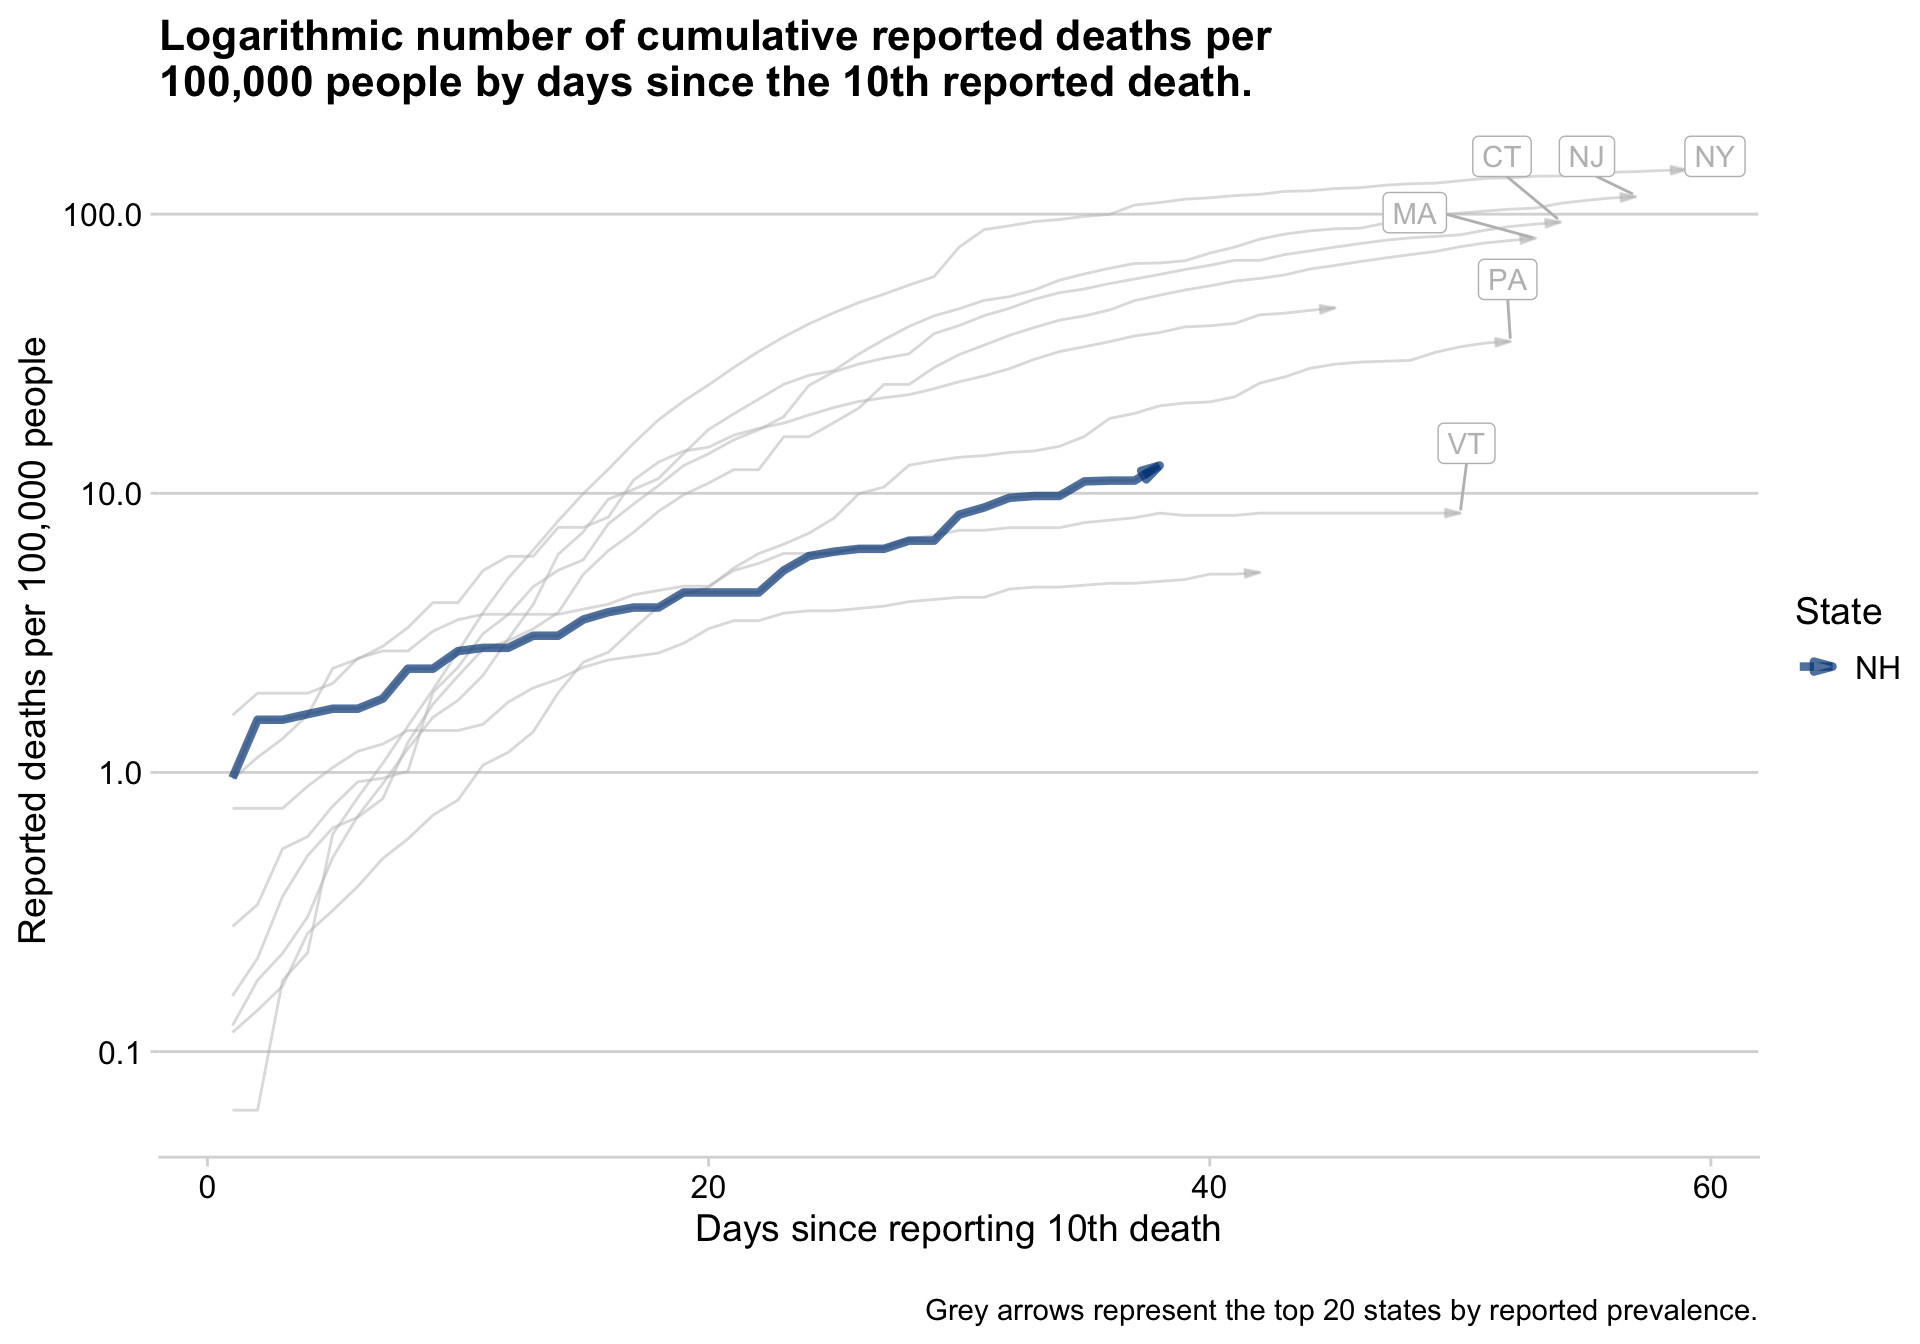 Logarithmic number of cumulative reported deaths per
100,000 people by days since the 10th reported death.
CT
NJ
NY
MA
PA
VT
100.0
10.0
1.0
0.1
Reported deaths per 100,000 people
State
NH
0
20
40
60
Days since reporting 10th death
Grey arrows represent the top 20 states by reported prevalence.